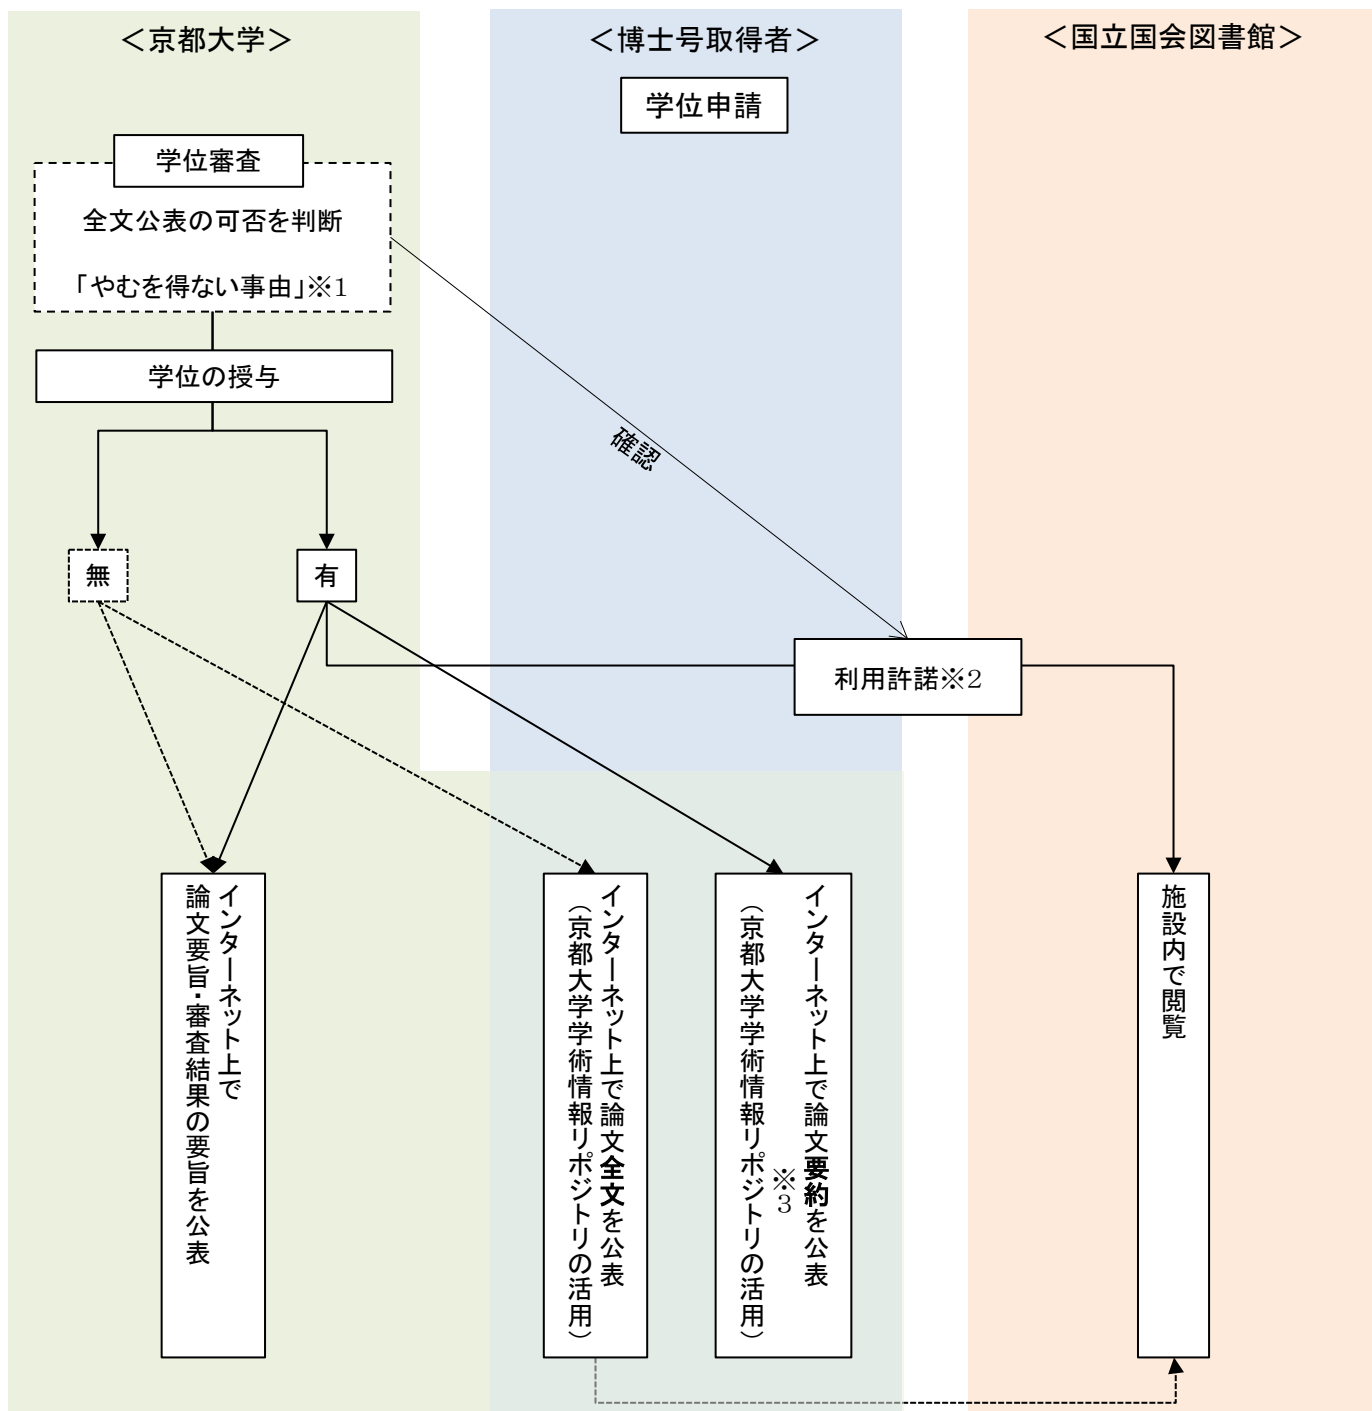 ＜京都大学＞
＜博士号取得者＞
＜国立国会図書館＞
学位申請
学位審査
全文公表の可否を判断
「やむを得ない事由」※1
学位の授与
確認
無
有
利用許諾※2
インターネット上で
論文要旨・審査結果の要旨を公表
インターネット上で論文全文を公表
（京都大学学術情報リポジトリの活用）
インターネット上で論文要約を公表
※3
（京都大学学術情報リポジトリの活用）
施設内で閲覧